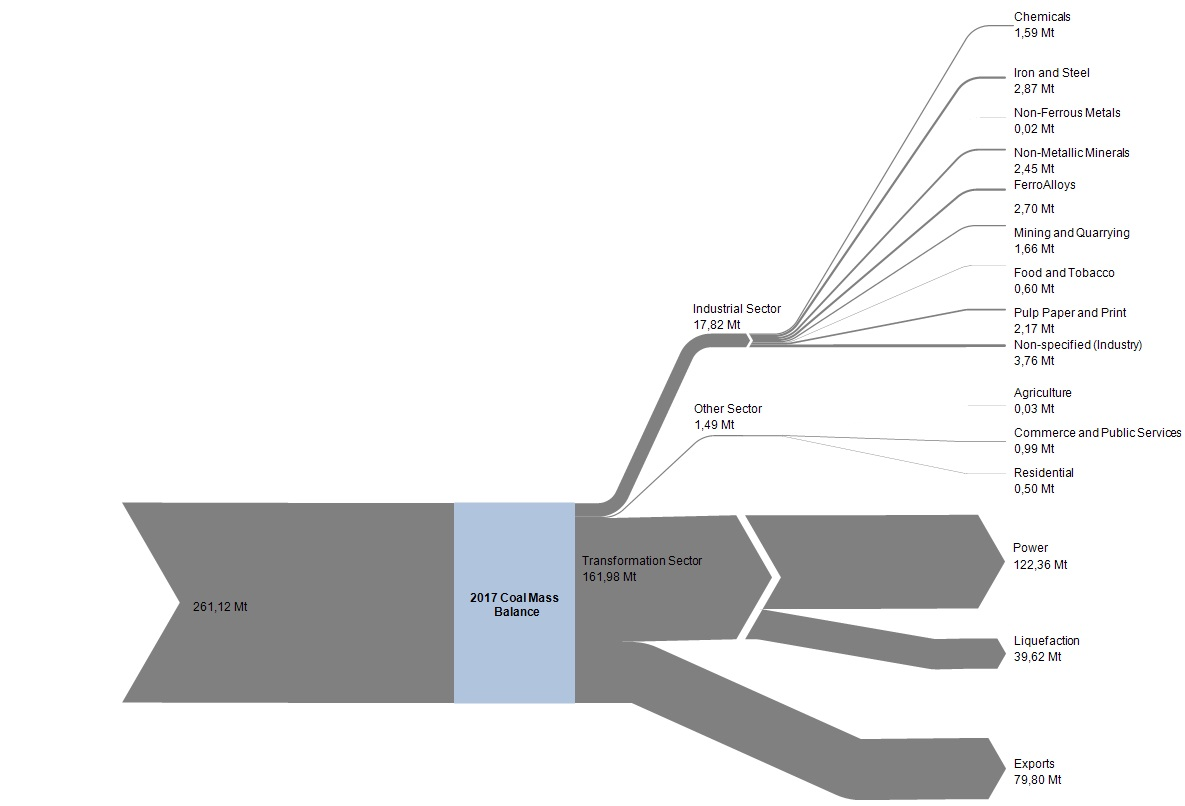 Chemicals
1,59 Mt
Iron and Steel
2,87 Mt
Non-Ferrous Metals
0,02 Mt
Non-Metallic Minerals
2,45 Mt
FerroAlloys
2,70 Mt
Mining and Quarrying
1,66 Mt
Food and Tobacco
0,60 Mt
Industrial Sector
17,82 Mt
Pulp Paper and Print
2,17 Mt
Non-specified (Industry)
3,76 Mt
Agriculture
0,03 Mt
Other Sector
1,49 Mt
Commerce and Public Services
0,99 Mt
Residential
0,50 Mt
Power
122,36 Mt
Transformation Sector
161,98 Mt
261,12 Mt
2017 Coal Mass
Balance
Liquefaction
39,62 Mt
Exports
79,80 Mt